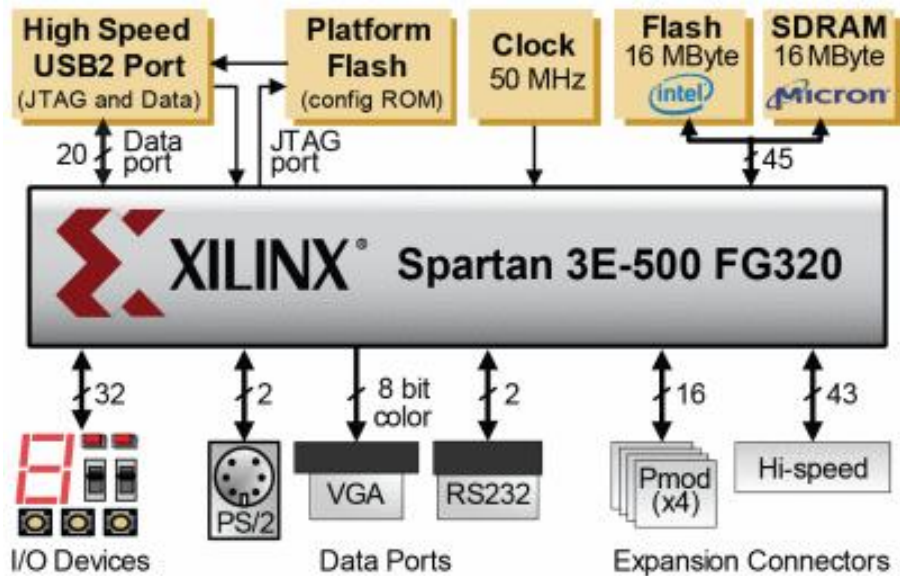 High Speed
USB2 Port
(JTAG and Data)
Platform
Flash
(config ROM)
Clock
50 MHz
Flash
16 MByte
intel
SDRAM
16 MByte
Micron
20
Data
port
JTAG
port
45
XILINX® Spartan 3E-500 FG320
32
2
8 bit
color
2
16
43
PS/2
VGA
RS232
Pmod
(x4)
Hi-speed
I/O Devices
Data Ports
Expansion Connectors